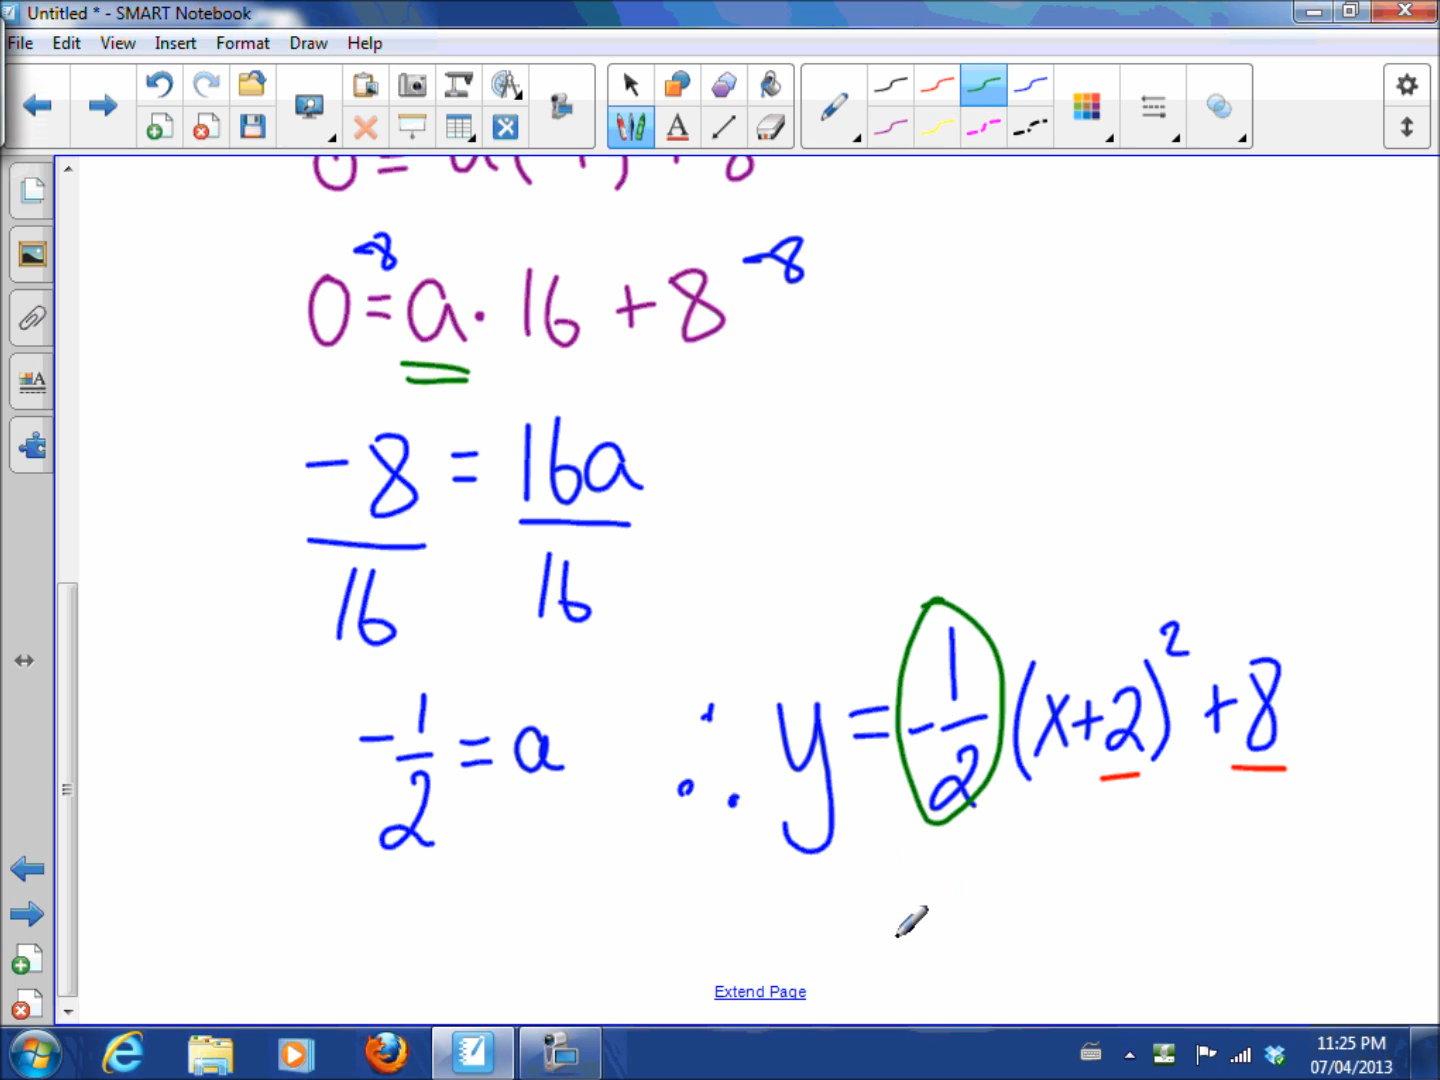 Untitled * - SMART Notebook
File Edit View Insert Format Draw Help
-8 -8
0 = a · 16 + 8
-8 = 16a
16 16
-1/2 = a ∴ y = -1/2 (x+2)² + 8
Extend Page
11:25 PM
07/04/2013